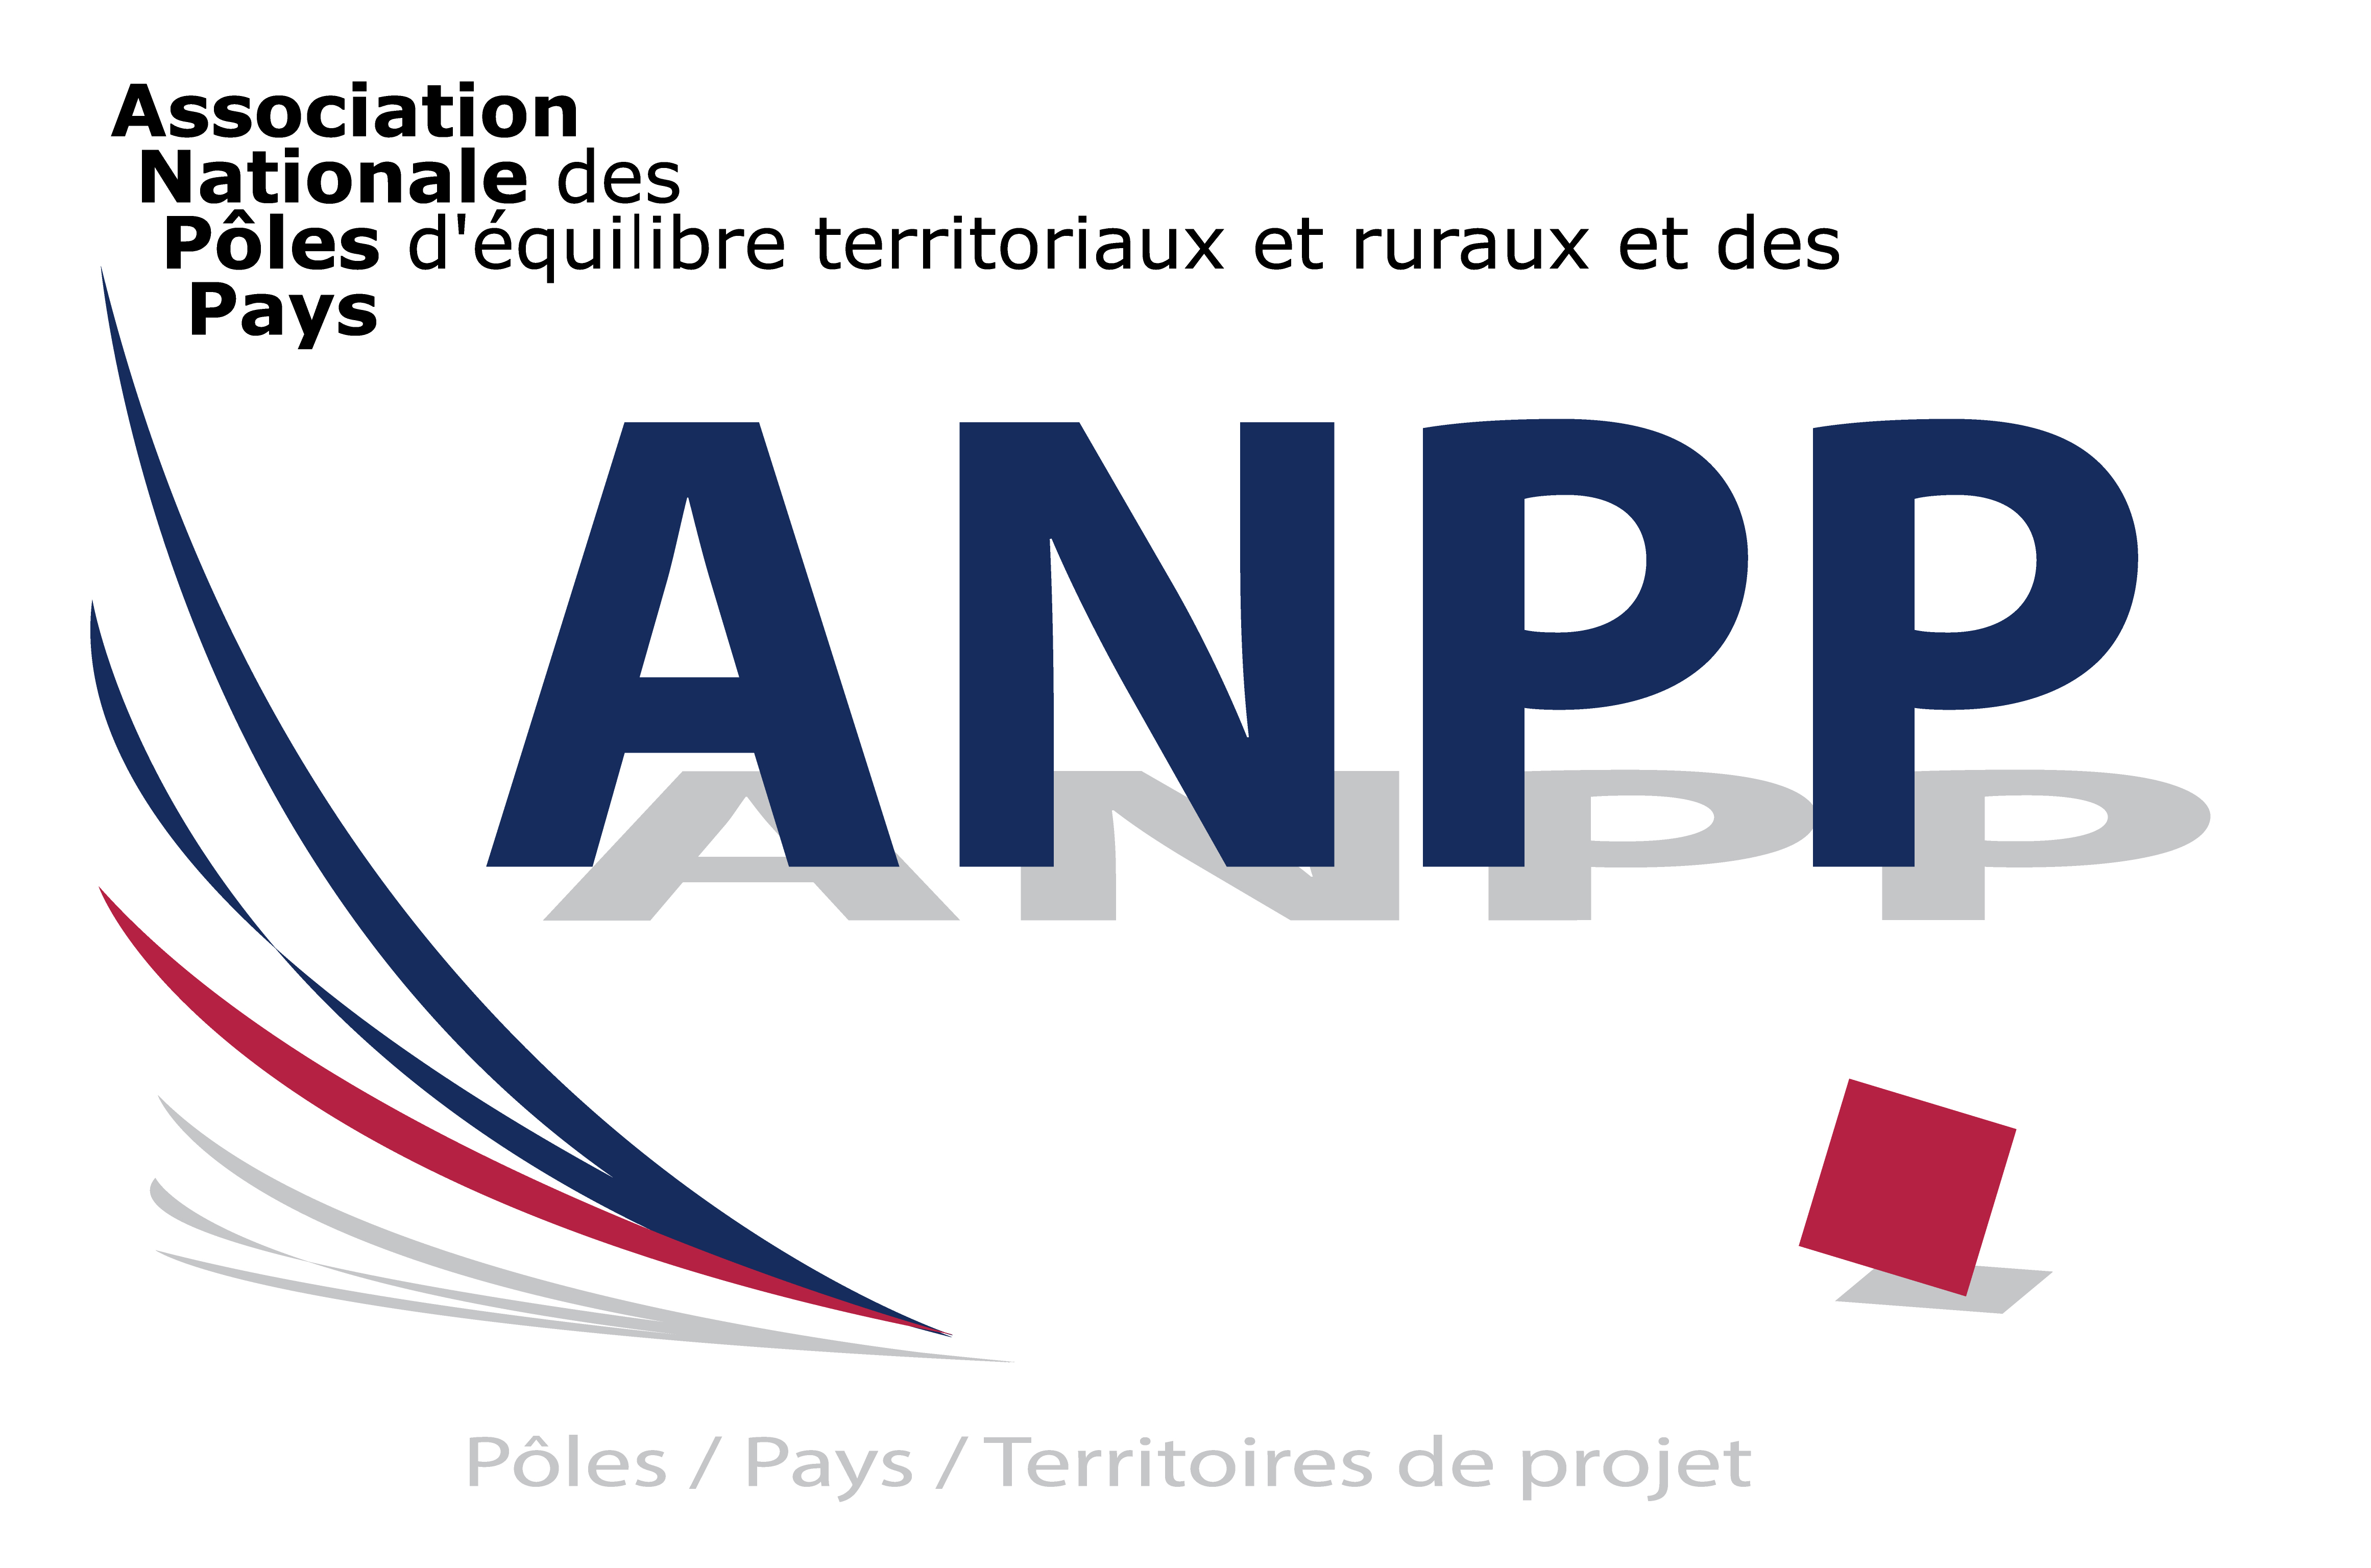 Association
Nationale des
Pôles d'équilibre territoriaux et ruraux et des
Pays
ANPP
Pôles / Pays / Territoires de projet